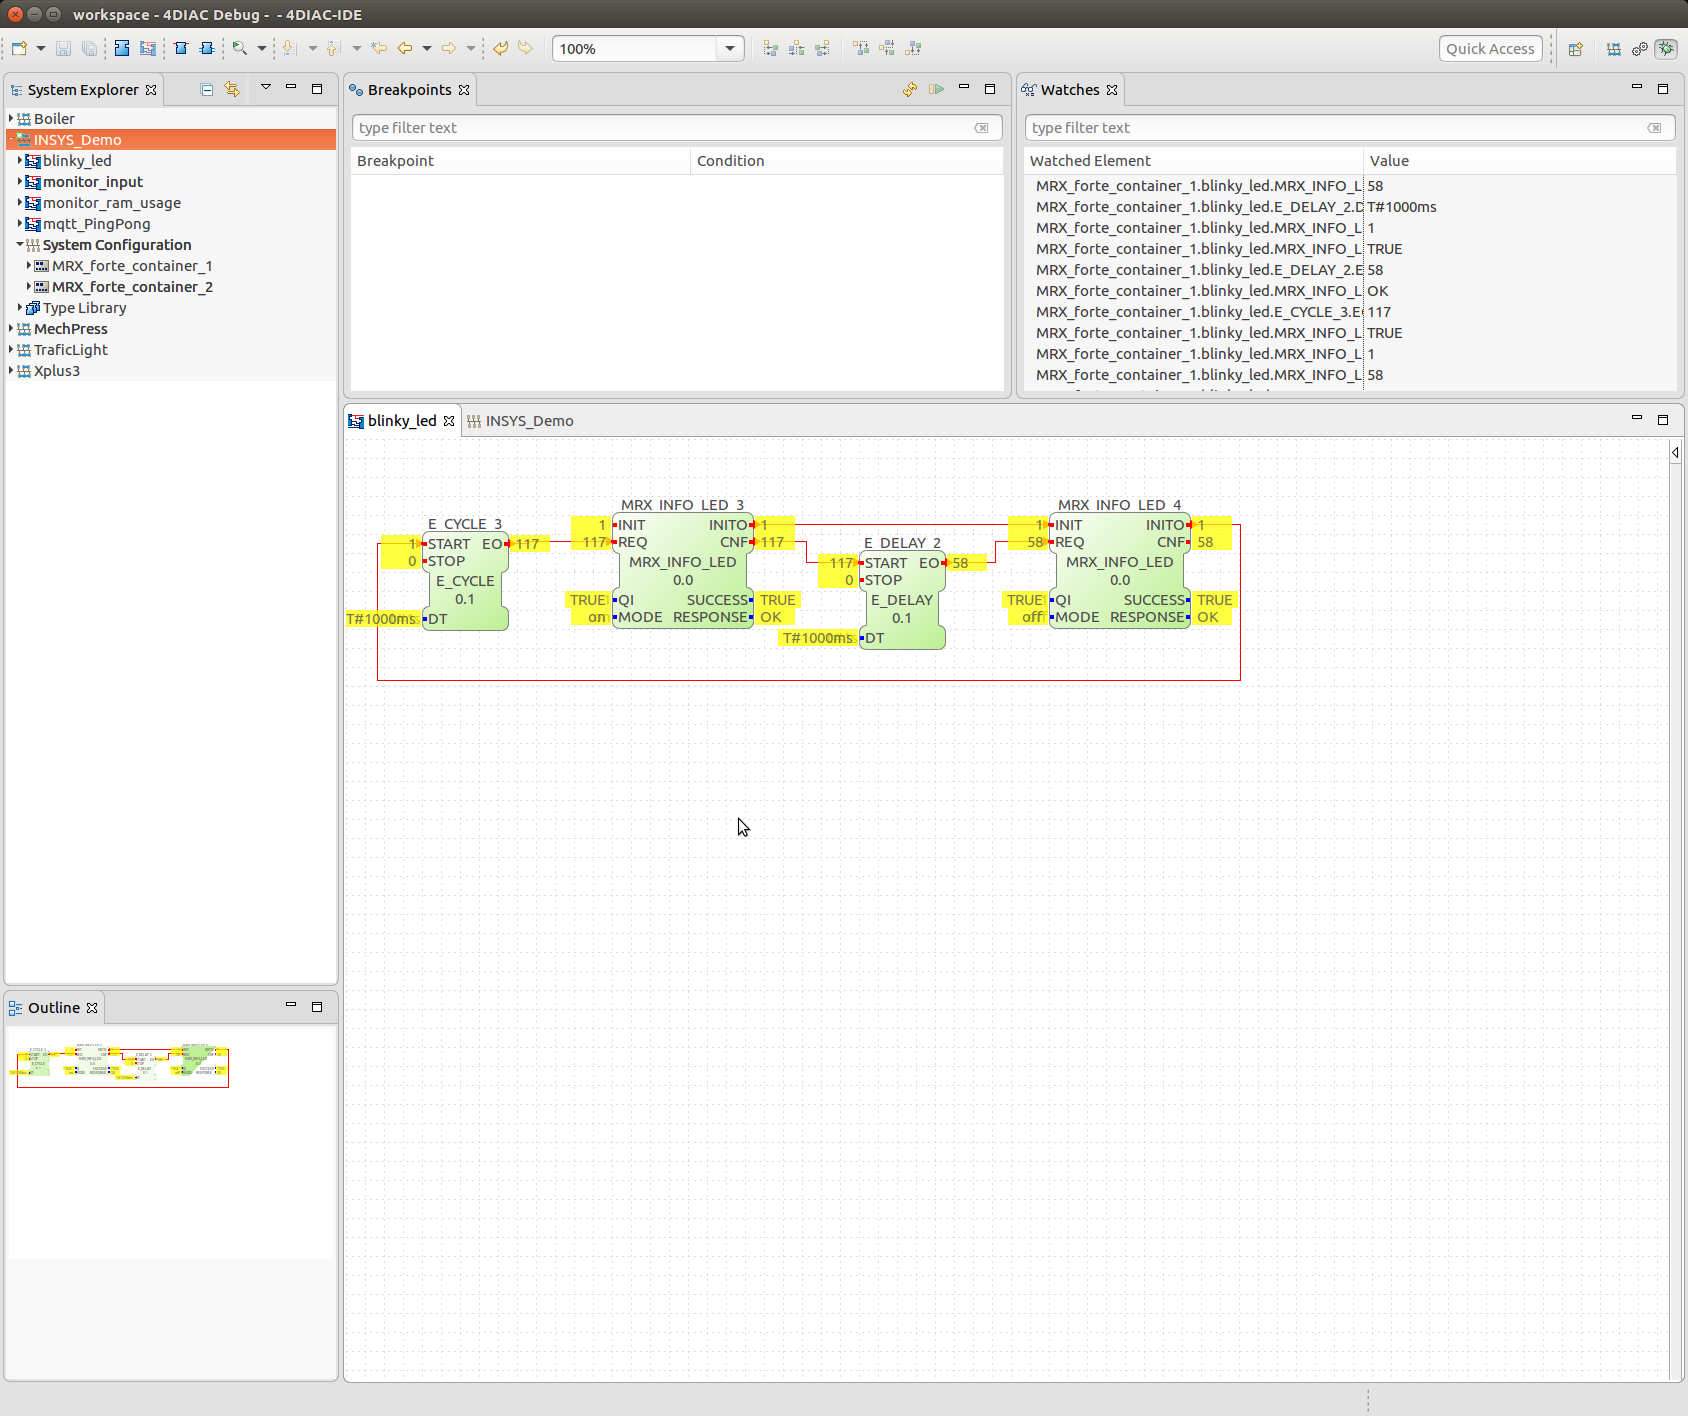 workspace - 4DIAC Debug -  - 4DIAC-IDE
100%
Quick Access
System Explorer
Boiler
INSYS_Demo
blinky_led
monitor_input
monitor_ram_usage
mqtt_PingPong
System Configuration
MRX_forte_container_1
MRX_forte_container_2
Type Library
MechPress
TraficLight
Xplus3
Breakpoints
type filter text
Breakpoint Condition
Watches
type filter text
Watched Element Value
MRX_forte_container_1.blinky_led.MRX_INFO_L 58
MRX_forte_container_1.blinky_led.E_DELAY_2.D T#1000ms
MRX_forte_container_1.blinky_led.MRX_INFO_L 1
MRX_forte_container_1.blinky_led.MRX_INFO_L TRUE
MRX_forte_container_1.blinky_led.E_DELAY_2.E 58
MRX_forte_container_1.blinky_led.MRX_INFO_L OK
MRX_forte_container_1.blinky_led.E_CYCLE_3.E 117
MRX_forte_container_1.blinky_led.MRX_INFO_L TRUE
MRX_forte_container_1.blinky_led.MRX_INFO_L 1
MRX_forte_container_1.blinky_led.MRX_INFO_L 58
blinky_led INSYS_Demo
E_CYCLE_3
1 START EO 117
0 STOP
E_CYCLE
0.1
T#1000ms DT
MRX_INFO_LED_3
1 INIT INITO 1
117 REQ CNF 117
MRX_INFO_LED
0.0
TRUE QI SUCCESS TRUE
on MODE RESPONSE OK
E_DELAY_2
117 START EO 58
0 STOP
E_DELAY
0.1
T#1000ms DT
MRX_INFO_LED_4
1 INIT INITO 1
58 REQ CNF 58
MRX_INFO_LED
0.0
TRUE QI SUCCESS TRUE
off MODE RESPONSE OK
Outline